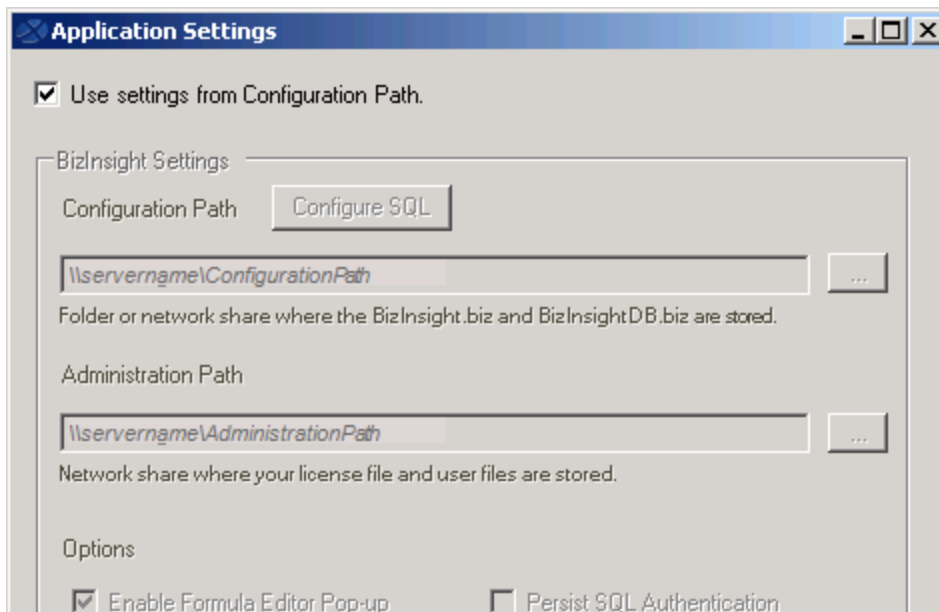 Application Settings
Use settings from Configuration Path.
BizInsight Settings
Configuration Path
Configure SQL
\\servername\ConfigurationPath
...
Folder or network share where the BizInsight.biz and BizInsightDB.biz are stored.
Administration Path
\\servername\AdministrationPath
...
Network share where your license file and user files are stored.
Options
Enable Formula Editor Pop-up
Persist SQL Authentication